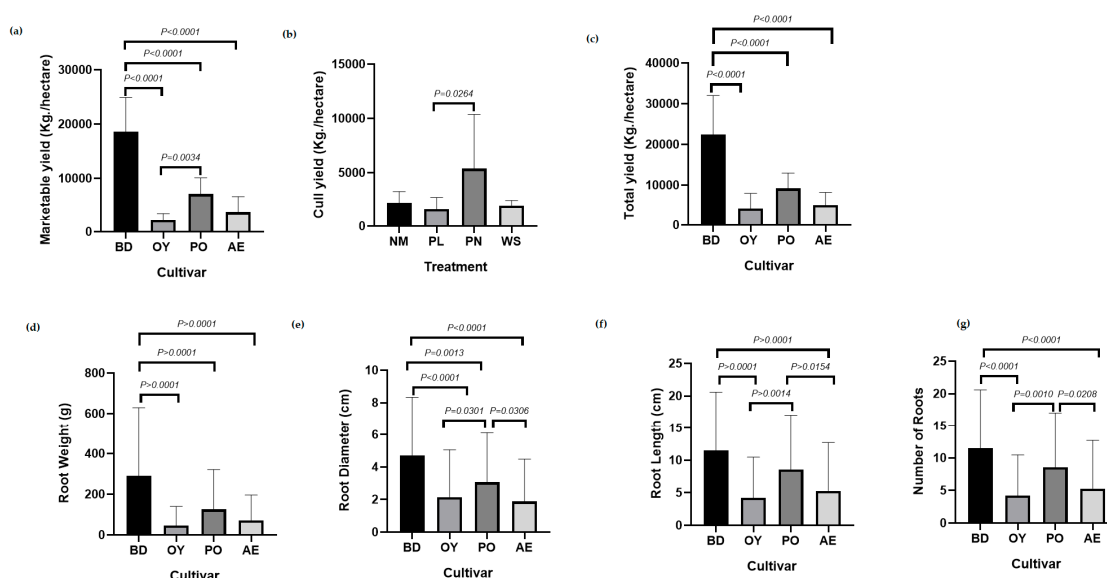 (a)
P<0.0001
P<0.0001
P<0.0001
P=0.0034
Marketable yield (Kg./hectare)
30000
20000
10000
0
BD OY PO AE
Cultivar
(b)
P=0.0264
Cull yield (Kg./hectare)
15000
10000
5000
0
NM PL PN WS
Treatment
(c)
P<0.0001
P<0.0001
P<0.0001
Total yield (Kg./hectare)
40000
30000
20000
10000
0
BD OY PO AE
Cultivar
(d)
P>0.0001
P>0.0001
P>0.0001
Root Weight (g)
800
600
400
200
0
BD OY PO AE
Cultivar
(e)
P<0.0001
P=0.0013
P<0.0001
P=0.0301 P=0.0306
Root Diameter (cm)
10
8
6
4
2
0
BD OY PO AE
Cultivar
(f)
P>0.0001
P>0.0001 P>0.0154
P>0.0014
Root Length (cm)
25
20
15
10
5
0
BD OY PO AE
Cultivar
(g)
P<0.0001
P<0.0001
P=0.0010 P=0.0208
Number of Roots
25
20
15
10
5
0
BD OY PO AE
Cultivar